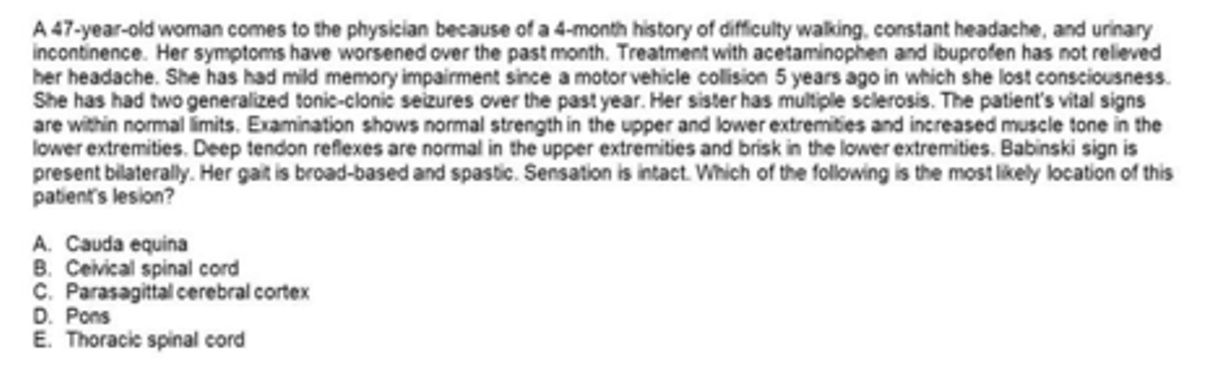 A 47-year-old woman comes to the physician because of a 4-month history of difficulty walking, constant headache, and urinary
incontinence. Her symptoms have worsened over the past month. Treatment with acetaminophen and ibuprofen has not relieved
her headache. She has had mild memory impairment since a motor vehicle collision 5 years ago in which she lost consciousness.
She has had two generalized tonic-clonic seizures over the past year. Her sister has multiple sclerosis. The patient's vital signs
are within normal limits. Examination shows normal strength in the upper and lower extremities and increased muscle tone in the
lower extremities. Deep tendon reflexes are normal in the upper extremities and brisk in the lower extremities. Babinski sign is
present bilaterally. Her gait is broad-based and spastic. Sensation is intact. Which of the following is the most likely location of this
patient's lesion?
A. Cauda equina
B. Ceivical spinal cord
C. Parasagittal cerebral cortex
D. Pons
E. Thoracic spinal cord